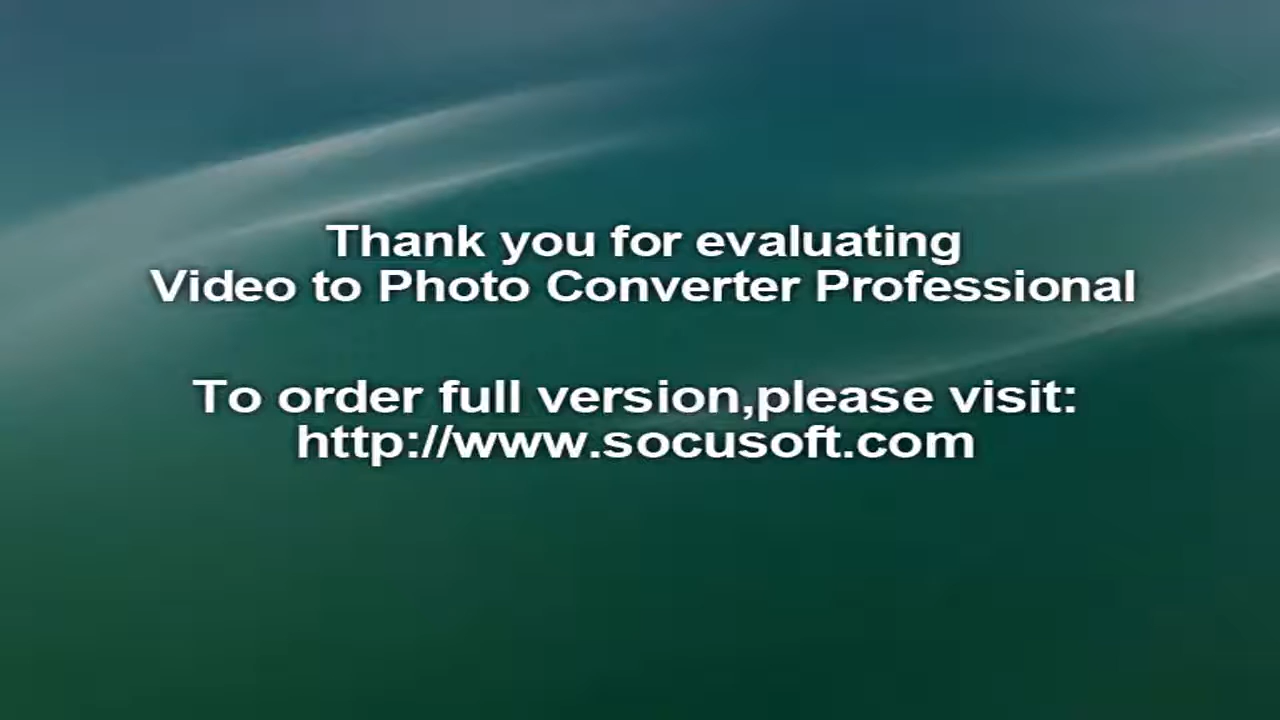 Thank you for evaluating
Video to Photo Converter Professional
To order full version,please visit:
http://www.socusoft.com